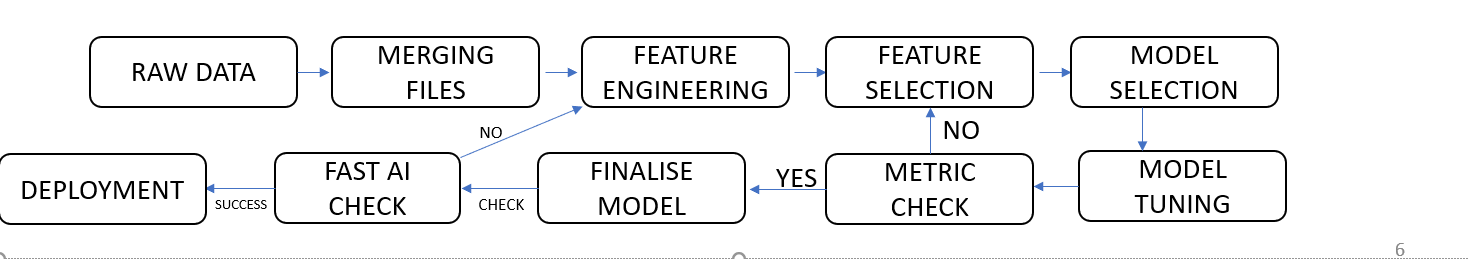 RAW DATA
MERGING
FILES
FEATURE
ENGINEERING
FEATURE
SELECTION
MODEL
SELECTION
NO
NO
DEPLOYMENT
SUCCESS
FAST AI
CHECK
CHECK
FINALISE
MODEL
YES
METRIC
CHECK
MODEL
TUNING
6